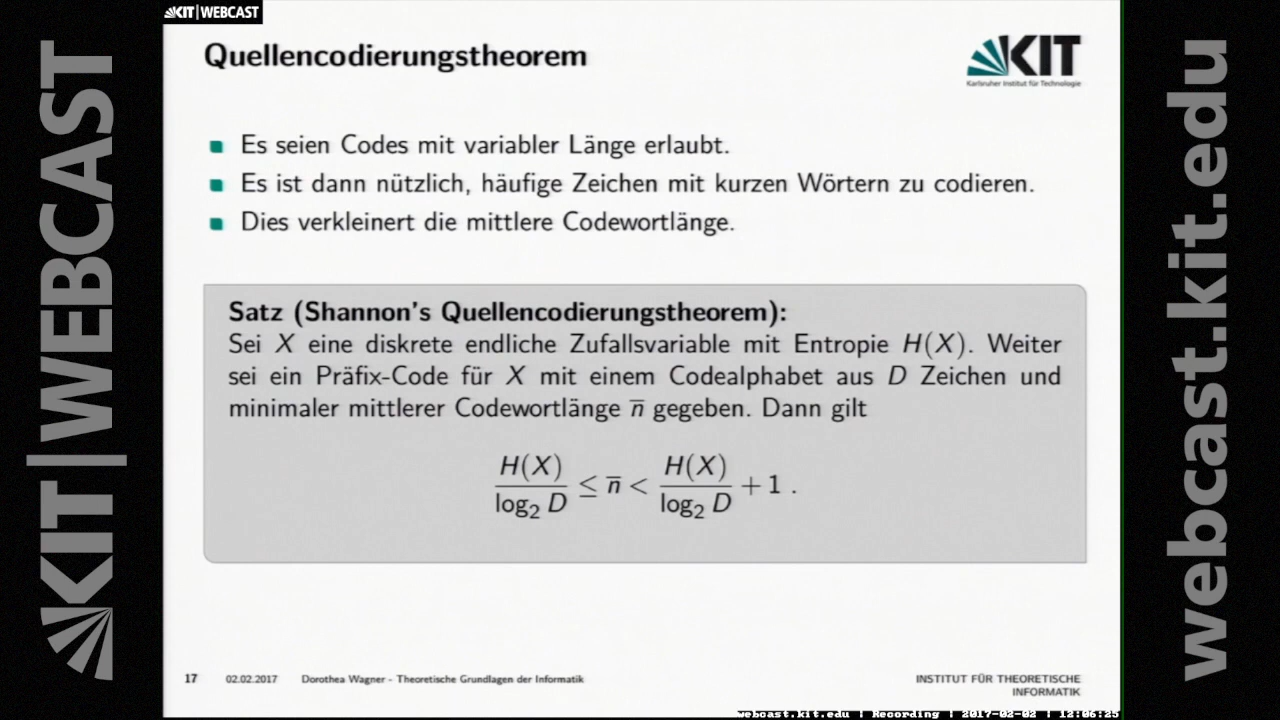 KIT|WEBCAST
KIT|WEBCAST
Quellencodierungstheorem
KIT
Karlsruher Institut für Technologie
Es seien Codes mit variabler Länge erlaubt.
Es ist dann nützlich, häufige Zeichen mit kurzen Wörtern zu codieren.
Dies verkleinert die mittlere Codewortlänge.
Satz (Shannon's Quellencodierungstheorem):
Sei X eine diskrete endliche Zufallsvariable mit Entropie H(X). Weiter
sei ein Präfix-Code für X mit einem Codealphabet aus D Zeichen und
minimaler mittlerer Codewortlänge n̅ gegeben. Dann gilt
H(X)/log₂ D ≤ n̅ < H(X)/log₂ D + 1 .
17 02.02.2017 Dorothea Wagner - Theoretische Grundlagen der Informatik
INSTITUT FÜR THEORETISCHE
INFORMATIK
webcast.kit.edu | Recording | 2017-02-02 | 12:06:25
webcast.kit.edu